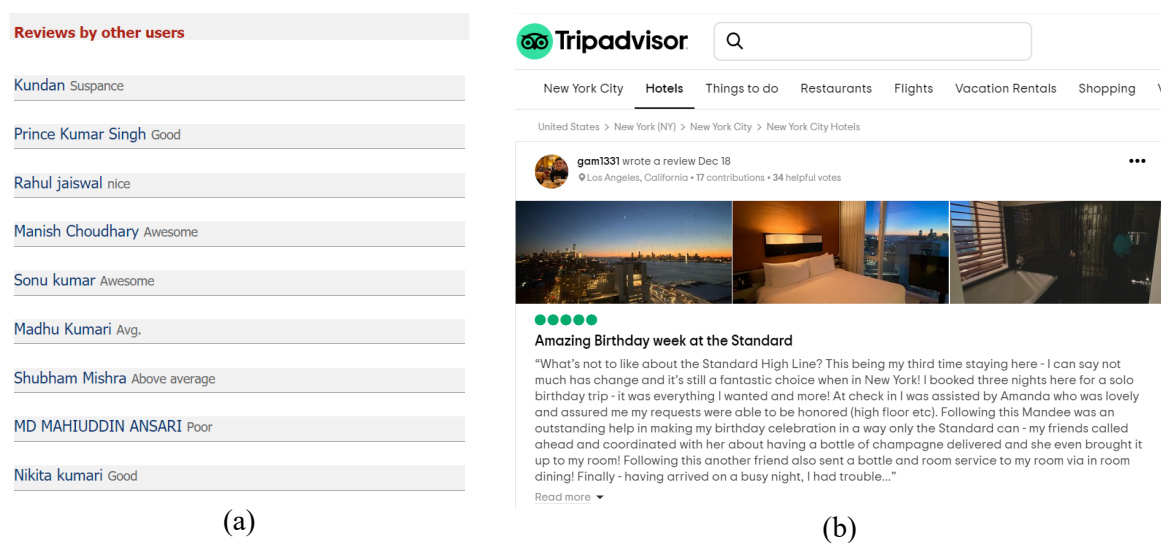 Reviews by other users
Kundan Suspance
Prince Kumar Singh Good
Rahul jaiswal nice
Manish Choudhary Awesome
Sonu kumar Awesome
Madhu Kumari Avg.
Shubham Mishra Above average
MD MAHIUDDIN ANSARI Poor
Nikita kumari Good
(a)
Tripadvisor
New York City Hotels Things to do Restaurants Flights Vacation Rentals Shopping
United States > New York (NY) > New York City > New York City Hotels
gam1331 wrote a review Dec 18
Los Angeles, California • 17 contributions • 34 helpful votes
Amazing Birthday week at the Standard
“What's not to like about the Standard High Line? This being my third time staying here - I can say not
much has change and it's still a fantastic choice when in New York! I booked three nights here for a solo
birthday trip - it was everything I wanted and more! At check in I was assisted by Amanda who was lovely
and assured me my requests were able to be honored (high floor etc). Following this Mandee was an
outstanding help in making my birthday celebration in a way only the Standard can - my friends called
ahead and coordinated with her about having a bottle of champagne delivered and she even brought it
up to my room! Following this another friend also sent a bottle and room service to my room via in room
dining! Finally - having arrived on a busy night, I had trouble...”
Read more
(b)